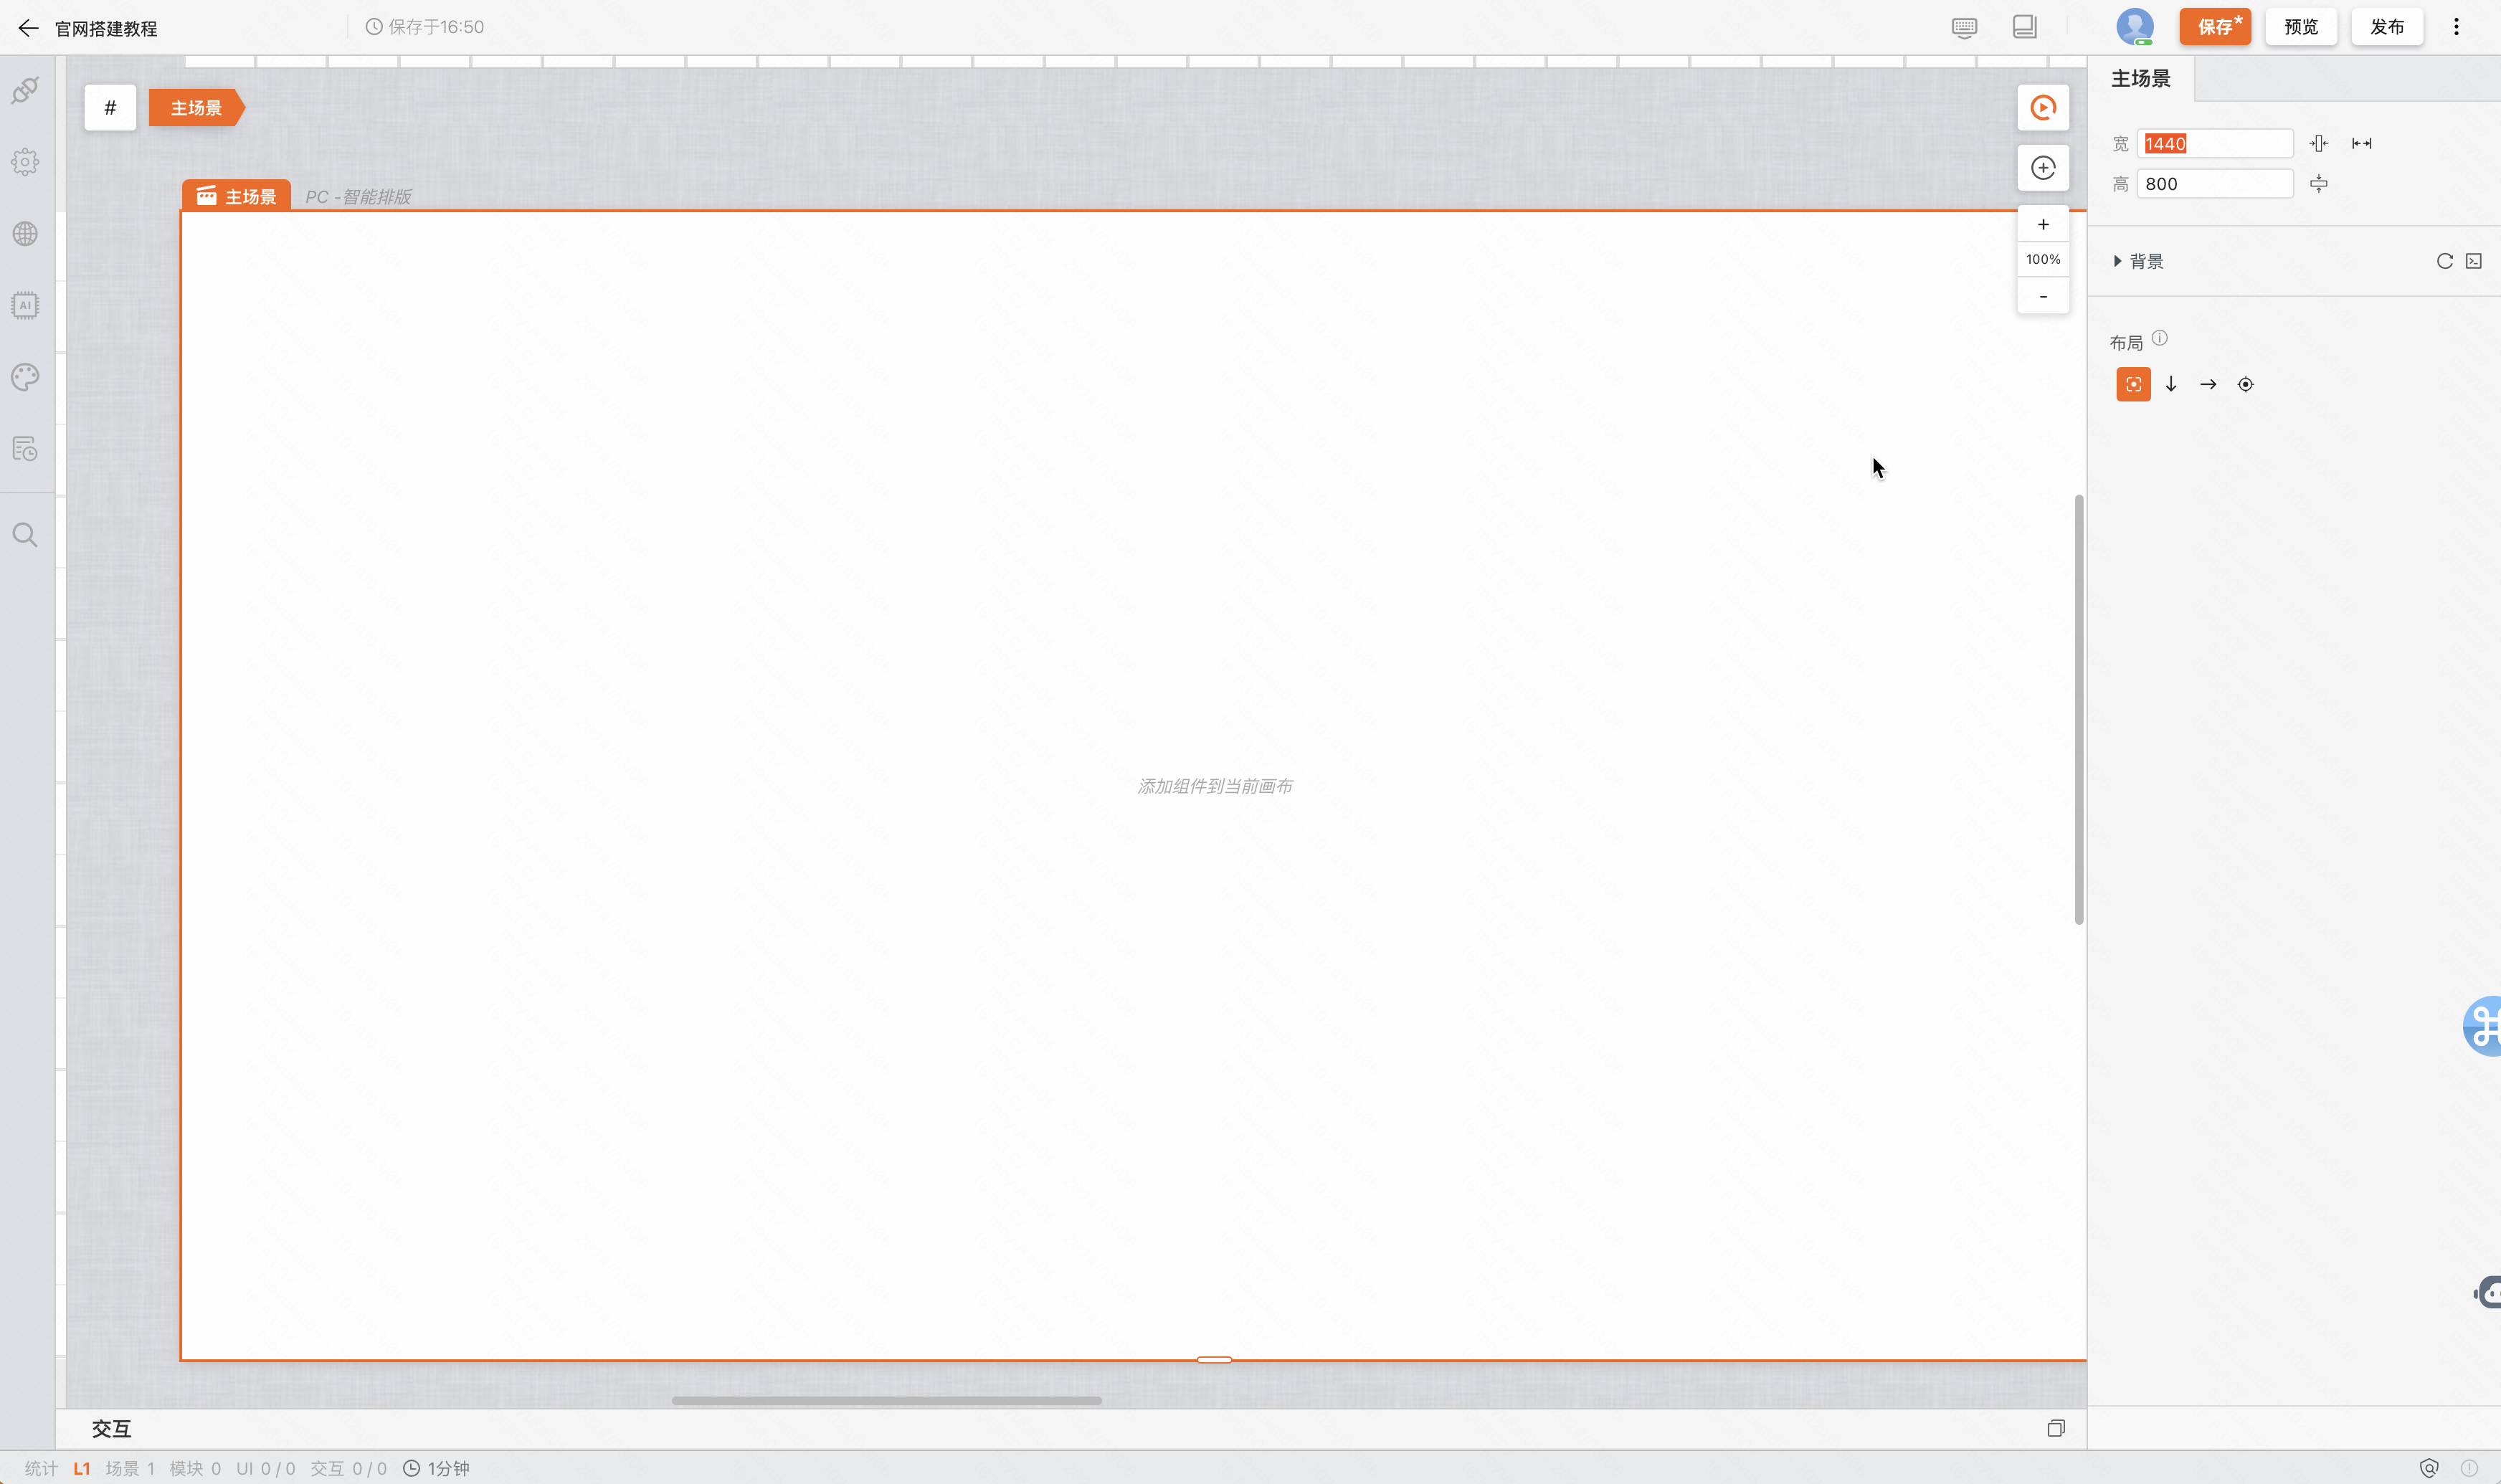 官网搭建教程
保存于16:50
保存*
预览
发布
#
主场景
主场景
宽 1440
高 800
主场景
PC -智能排版
+
100%
-
背景
AI
布局
添加组件到当前画布
交互
统计 L1 场景 1 模块 0 UI 0 / 0 交互 0 / 0 1分钟